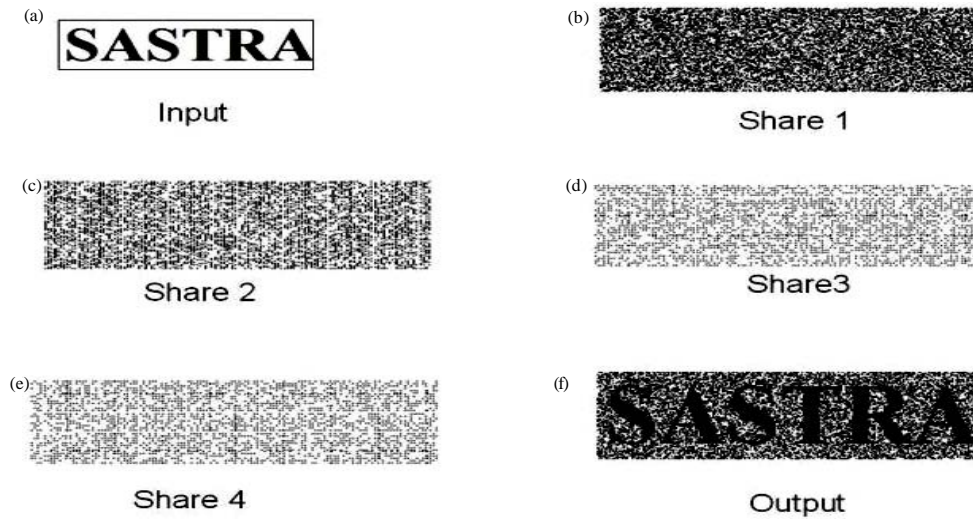 (a)
SASTRA
Input
(b)
Share 1
(c)
Share 2
(d)
Share3
(e)
Share 4
(f)
SASTRA
Output